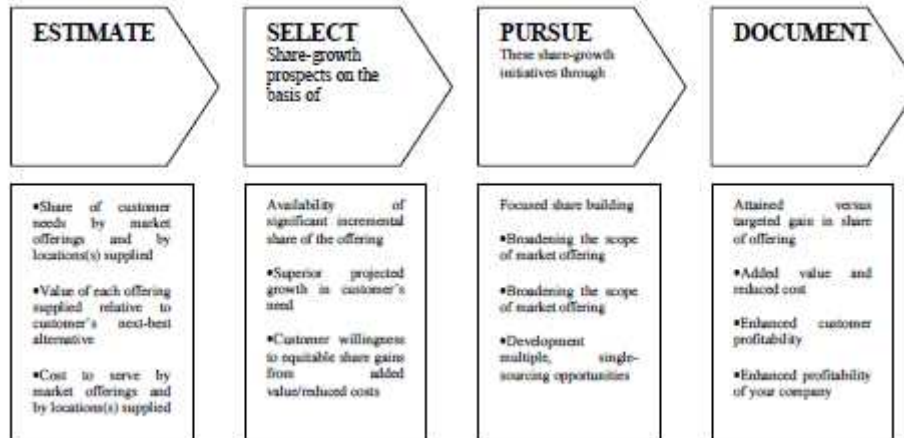 ESTIMATE
SELECT
Share-growth
prospects on the
basis of
PURSUE
These share-growth
initiatives through
DOCUMENT
•Share of customer
needs by market
offerings and by
locations(s) supplied
•Value of each offering
supplied relative to
customer's next-best
alternative
•Cost to serve by
market offerings and
by locations(s) supplied
Availability of
significant incremental
share of the offering
•Superior projected
growth in customer's
need
•Customer willingness
to equitable share gains
from added
value/reduced costs
Focused share building
•Broadening the scope
of market offering
•Broadening the scope
of market offering
•Development
multiple, single-
sourcing opportunities
Attained versus
targeted gain in share
of offering
•Added value and
reduced cost
•Enhanced customer
profitability
•Enhanced profitability
of your company